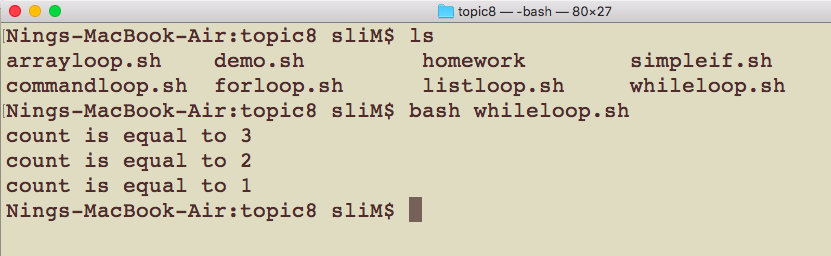 topic8 — -bash — 80×27
Nings-MacBook-Air:topic8 sliM$ ls
arrayloop.sh demo.sh homework simpleif.sh
commandloop.sh forloop.sh listloop.sh whileloop.sh
Nings-MacBook-Air:topic8 sliM$ bash whileloop.sh
count is equal to 3
count is equal to 2
count is equal to 1
Nings-MacBook-Air:topic8 sliM$